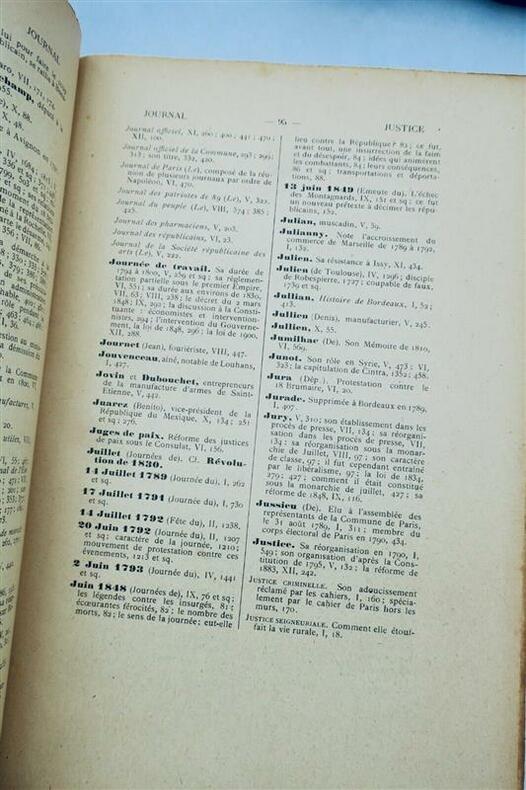 JOURNAL
— 95 —
JUSTICE
Journal officiel, XI, 260 ; 400 ; 441 ; 470 ;
XII, 100.
Journal officiel de la Commune, 293 ; 299 ;
313 ; son titre, 332, 420.
Journal de Paris (Le), composé de la réu-
nion de plusieurs journaux par ordre de
Napoléon, VI, 470.
Journal des patriotes de 89 (Le), V, 322.
Journal du peuple (Le), VIII, 374 ; 385 ;
425.
Journal des pharmaciens, V, 208.
Journal des républicains, VI, 23.
Journal de la Société républicaine des
arts (Le), V, 222.
Journée de travail. Sa durée de
1794 à 1800, V, 259 et sq ; sa réglemen-
tation partielle sous le premier Empire,
VI, 551 ; sa durée aux environs de 1830,
VII, 63 ; VIII, 238 ; le décret du 2 mars
1848, IX, 290 ; la discussion à la Consti-
tuante : économistes et intervention-
nistes, 294 ; l'intervention du Gouverne-
ment, la loi de 1848, 296 ; la loi de 1900,
XII, 288.
Journet (Jean), fouriériste, VIII, 447.
Jouvenceau, aîné, notable de Louhans,
I, 427.
Jovin et Dubouchet, entrepreneurs
de la manufacture d'armes de Saint-
Etienne, V, 442.
Juarez (Benito), vice-président de la
République du Mexique, X, 134 ; 251
et sq ; 276.
Juges de paix. Réforme des justices
de paix sous le Consulat, VI, 156.
Juillet (Journées de). Cf. Révolu-
tion de 1830.
14 Juillet 1789 (Journée du), I, 262
et sq.
17 Juillet 1791 (Journée du), I, 730
et sq.
14 Juillet 1792 (Fête du), II, 1238.
20 Juin 1792 (Journée du), II, 1207
et sq : caractère de la journée, 1210 ;
mouvement de protestation contre ces
événements, 1213 et sq.
2 Juin 1793 (Journée du), IV, 1441
et sq.
Juin 1848 (Journées de), IX, 76 et sq ;
les légendes contre les insurgés, 81 ;
écœurantes férocités, 82 ; le nombre des
morts, 82 ; le sens de la journée ; eut-elle
lieu contre la République ? 82 ; ce fut,
avant tout, une insurrection de la faim
et du désespoir, 84 ; idées qui animèrent
les combattants, 84 ; leurs conséquences,
86 et sq ; transportations et déporta-
tions, 88.
13 juin 1849 (Emeute du). L'échec
des Montagnards, IX, 151 et sq ; ce fut
un nouveau prétexte à décimer les répu-
blicains, 152.
Julian, muscadin, V, 59.
Julianny. Note l'accroissement du
commerce de Marseille de 1789 à 1792,
I, 132.
Julien. Sa résistance à Issy, XI, 434.
Julien (de Toulouse), IV, 1296 ; disciple
de Robespierre, 1727 ; coupable de faux,
1789 et sq.
Jullian. Histoire de Bordeaux, I, 52 ;
413.
Jullien (Denis), manufacturier, V, 245.
Jullien, X, 55.
Jumilhac (De). Son Mémoire de 1810,
VI, 569.
Junot. Son rôle en Syrie, V, 473 ; VI,
323 ; la capitulation de Cintra, 352 ; 458.
Jura (Dép.). Protestation contre le
18 Brumaire, VI, 20.
Jurade. Supprimée à Bordeaux en 1789,
I, 407.
Jury. V, 310 ; son établissement dans les
procès de presse, VII, 134 ; sa réorgani-
sation dans les procès de presse, VII,
134 ; sa réorganisation sous la monar-
chie de Juillet, VIII, 97 ; son caractère
de classe, 97 ; il fut cependant entraîné
par le libéralisme, 97 ; la loi de 1834,
279 ; 427 ; comment il était constitué
sous la monarchie de juillet, 427 ; sa
réforme de 1848, IX, 116.
Jussieu (De). Elu à l'assemblée des
représentants de la Commune de Paris,
le 31 août 1789, I, 311 ; membre du
corps électoral de Paris en 1790, 434.
Justice. Sa réorganisation en 1790, I,
549 ; son organisation d'après la Cons-
titution de 1795, V, 132 ; la réforme de
1883, XII, 242.
JUSTICE CRIMINELLE. Son adoucissement
réclamé par les cahiers, I, 160 ; spécia-
lement par le cahier de Paris hors les
murs, 170.
JUSTICE SEIGNEURIALE. Comment elle étouf-
fait la vie rurale, I, 18.